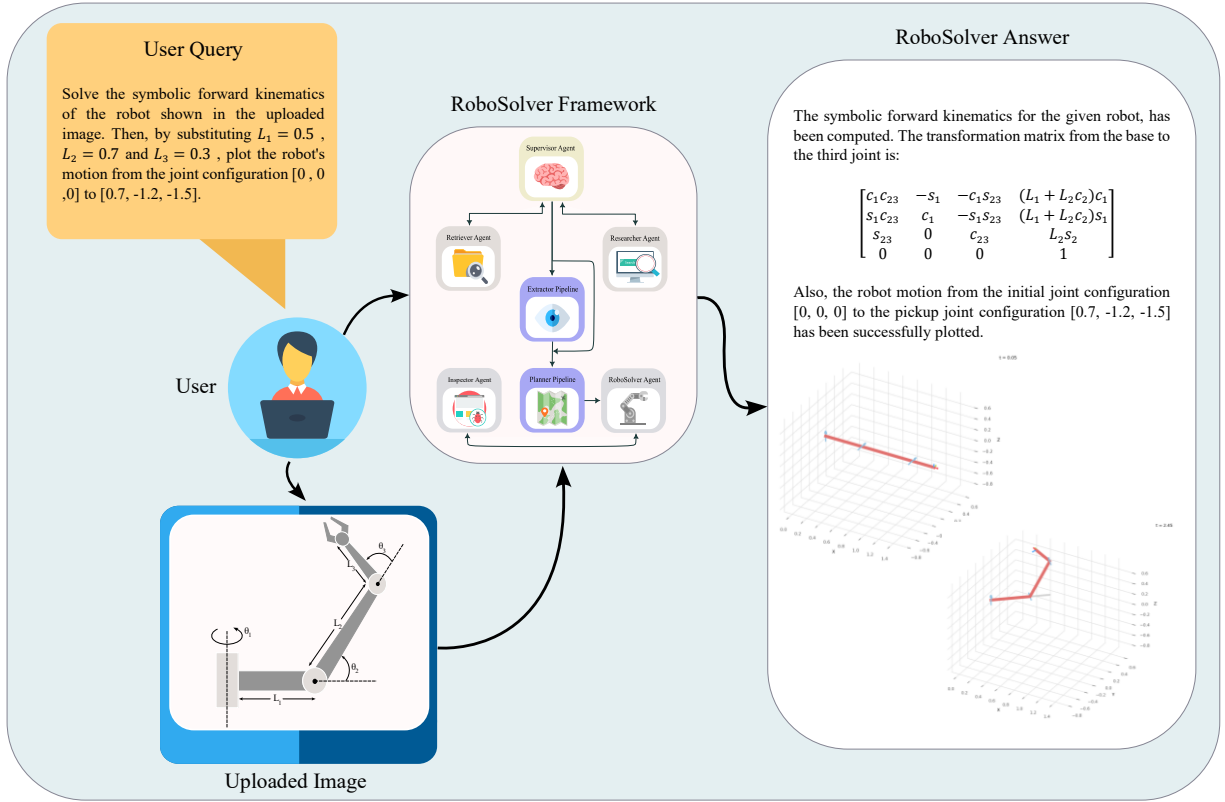 User Query
Solve the symbolic forward kinematics
of the robot shown in the uploaded
image. Then, by substituting L₁ = 0.5 ,
L₂ = 0.7 and L₃ = 0.3 , plot the robot's
motion from the joint configuration [0 , 0
,0] to [0.7, -1.2, -1.5].
User
Uploaded Image
θ₁
θ₂
θ₃
L₁
L₂
L₃
RoboSolver Framework
Supervisor Agent
Retriever Agent
Researcher Agent
Extractor Pipeline
Inspector Agent
Planner Pipeline
RoboSolver Agent
RoboSolver Answer
The symbolic forward kinematics for the given robot, has
been computed. The transformation matrix from the base to
the third joint is:
c₁c₂₃ −s₁ −c₁s₂₃ (L₁ + L₂c₂)c₁
s₁c₂₃ c₁ −s₁s₂₃ (L₁ + L₂c₂)s₁
s₂₃ 0 c₂₃ L₂s₂
0 0 0 1
Also, the robot motion from the initial joint configuration
[0, 0, 0] to the pickup joint configuration [0.7, -1.2, -1.5]
has been successfully plotted.